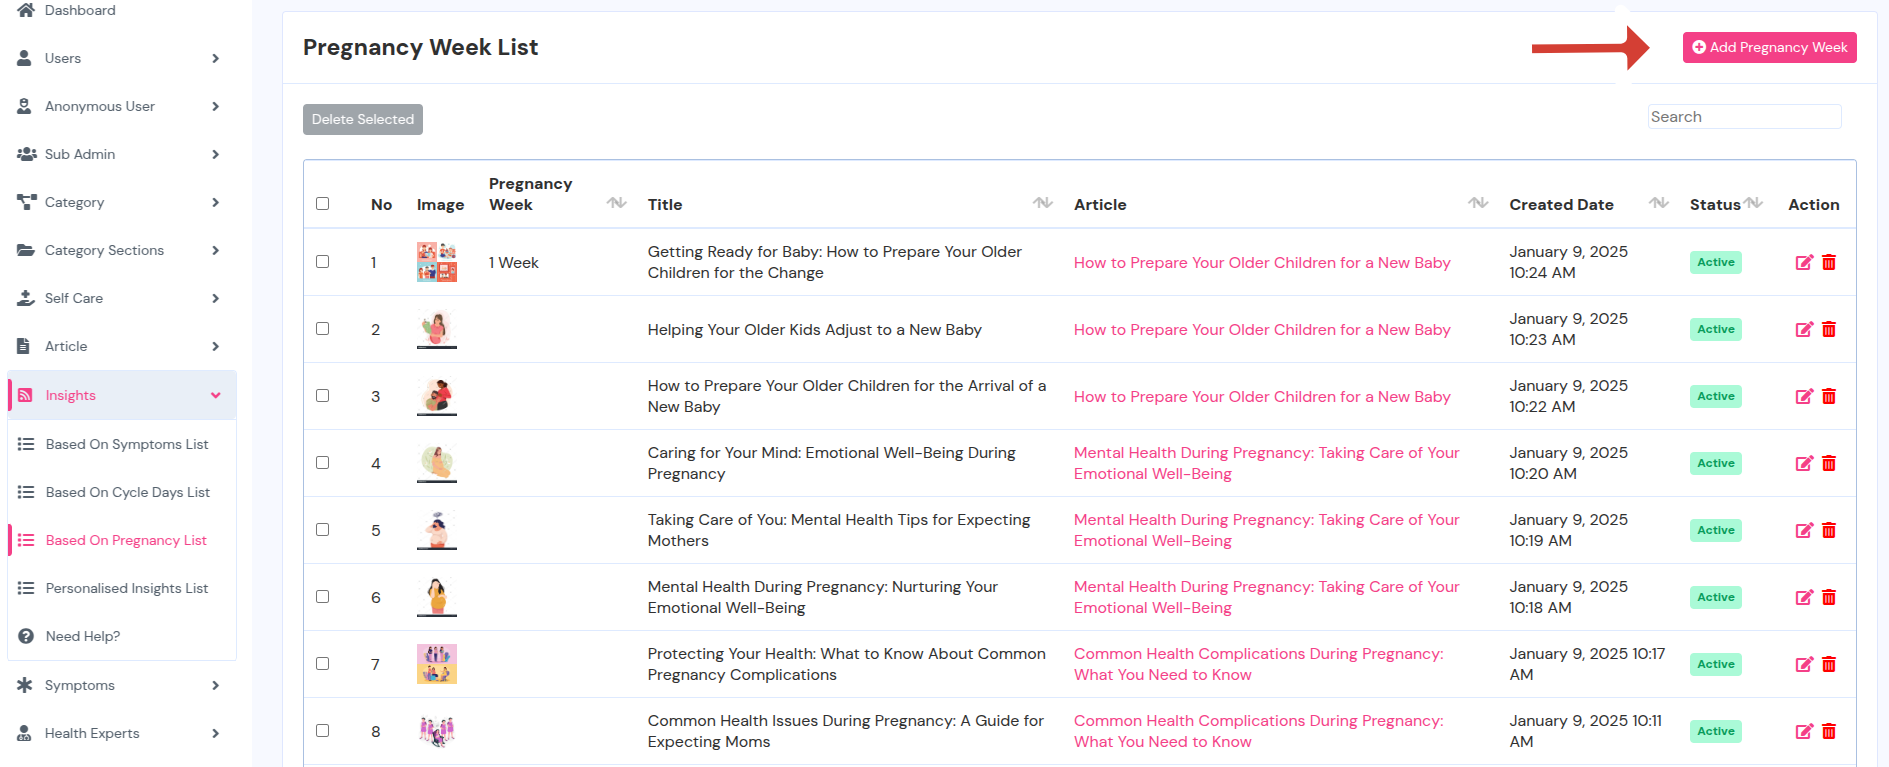 Dashboard
Users
Anonymous User
Sub Admin
Category
Category Sections
Self Care
Article
Insights
Based On Symptoms List
Based On Cycle Days List
Based On Pregnancy List
Personalised Insights List
Need Help?
Symptoms
Health Experts
Pregnancy Week List
Add Pregnancy Week
Delete Selected
Search
No Image Pregnancy Week Title Article Created Date Status Action
1 1 Week Getting Ready for Baby: How to Prepare Your Older How to Prepare Your Older Children for a New Baby January 9, 2025 Active
Children for the Change 10:24 AM
2 Helping Your Older Kids Adjust to a New Baby How to Prepare Your Older Children for a New Baby January 9, 2025 Active
10:23 AM
3 How to Prepare Your Older Children for the Arrival of a How to Prepare Your Older Children for a New Baby January 9, 2025 Active
New Baby 10:22 AM
4 Caring for Your Mind: Emotional Well-Being During Mental Health During Pregnancy: Taking Care of Your January 9, 2025 Active
Pregnancy Emotional Well-Being 10:20 AM
5 Taking Care of You: Mental Health Tips for Expecting Mental Health During Pregnancy: Taking Care of Your January 9, 2025 Active
Mothers Emotional Well-Being 10:19 AM
6 Mental Health During Pregnancy: Nurturing Your Mental Health During Pregnancy: Taking Care of Your January 9, 2025 Active
Emotional Well-Being Emotional Well-Being 10:18 AM
7 Protecting Your Health: What to Know About Common Common Health Complications During Pregnancy: January 9, 2025 10:17 Active
Pregnancy Complications What You Need to Know AM
8 Common Health Issues During Pregnancy: A Guide for Common Health Complications During Pregnancy: January 9, 2025 10:11 Active
Expecting Moms What You Need to Know AM